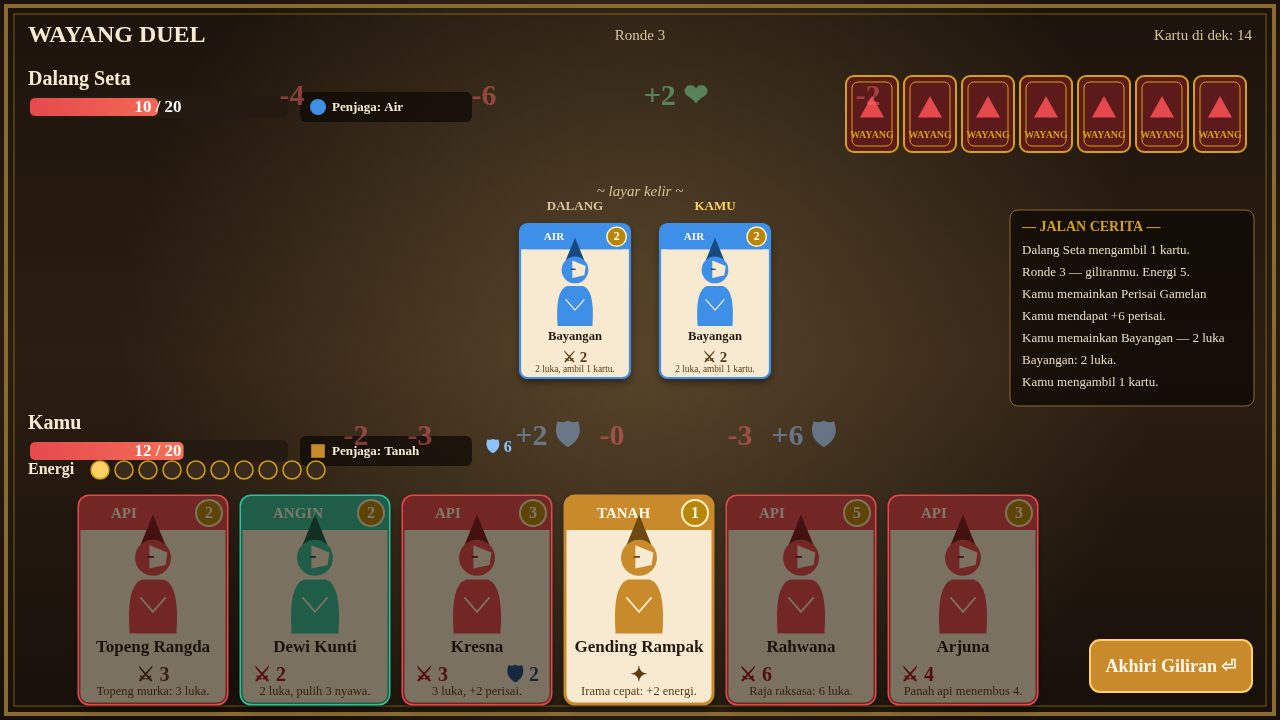 WAYANG DUEL
Ronde 3
Kartu di dek: 14
Dalang Seta
10 / 20
-4
Penjaga: Air
-6
+2 ❤
-2
WAYANG
WAYANG
WAYANG
WAYANG
WAYANG
WAYANG
WAYANG
~ layar kelir ~
DALANG
KAMU
AIR
2
Bayangan
⚔ 2
2 luka, ambil 1 kartu.
AIR
2
Bayangan
⚔ 2
2 luka, ambil 1 kartu.
— JALAN CERITA —
Dalang Seta mengambil 1 kartu.
Ronde 3 — giliranmu. Energi 5.
Kamu memainkan Perisai Gamelan
Kamu mendapat +6 perisai.
Kamu memainkan Bayangan — 2 luka
Bayangan: 2 luka.
Kamu mengambil 1 kartu.
Kamu
12 / 20
-2
-3
Penjaga: Tanah
6
+2
-0
-3
+6
Energi
API
2
Topeng Rangda
⚔ 3
Topeng murka: 3 luka.
ANGIN
2
Dewi Kunti
⚔ 2
2 luka, pulih 3 nyawa.
API
3
Kresna
⚔ 3
2
3 luka, +2 perisai.
TANAH
1
Gending Rampak
✦
Irama cepat: +2 energi.
API
5
Rahwana
⚔ 6
Raja raksasa: 6 luka.
API
3
Arjuna
⚔ 4
Panah api menembus 4.
Akhiri Giliran ⏎